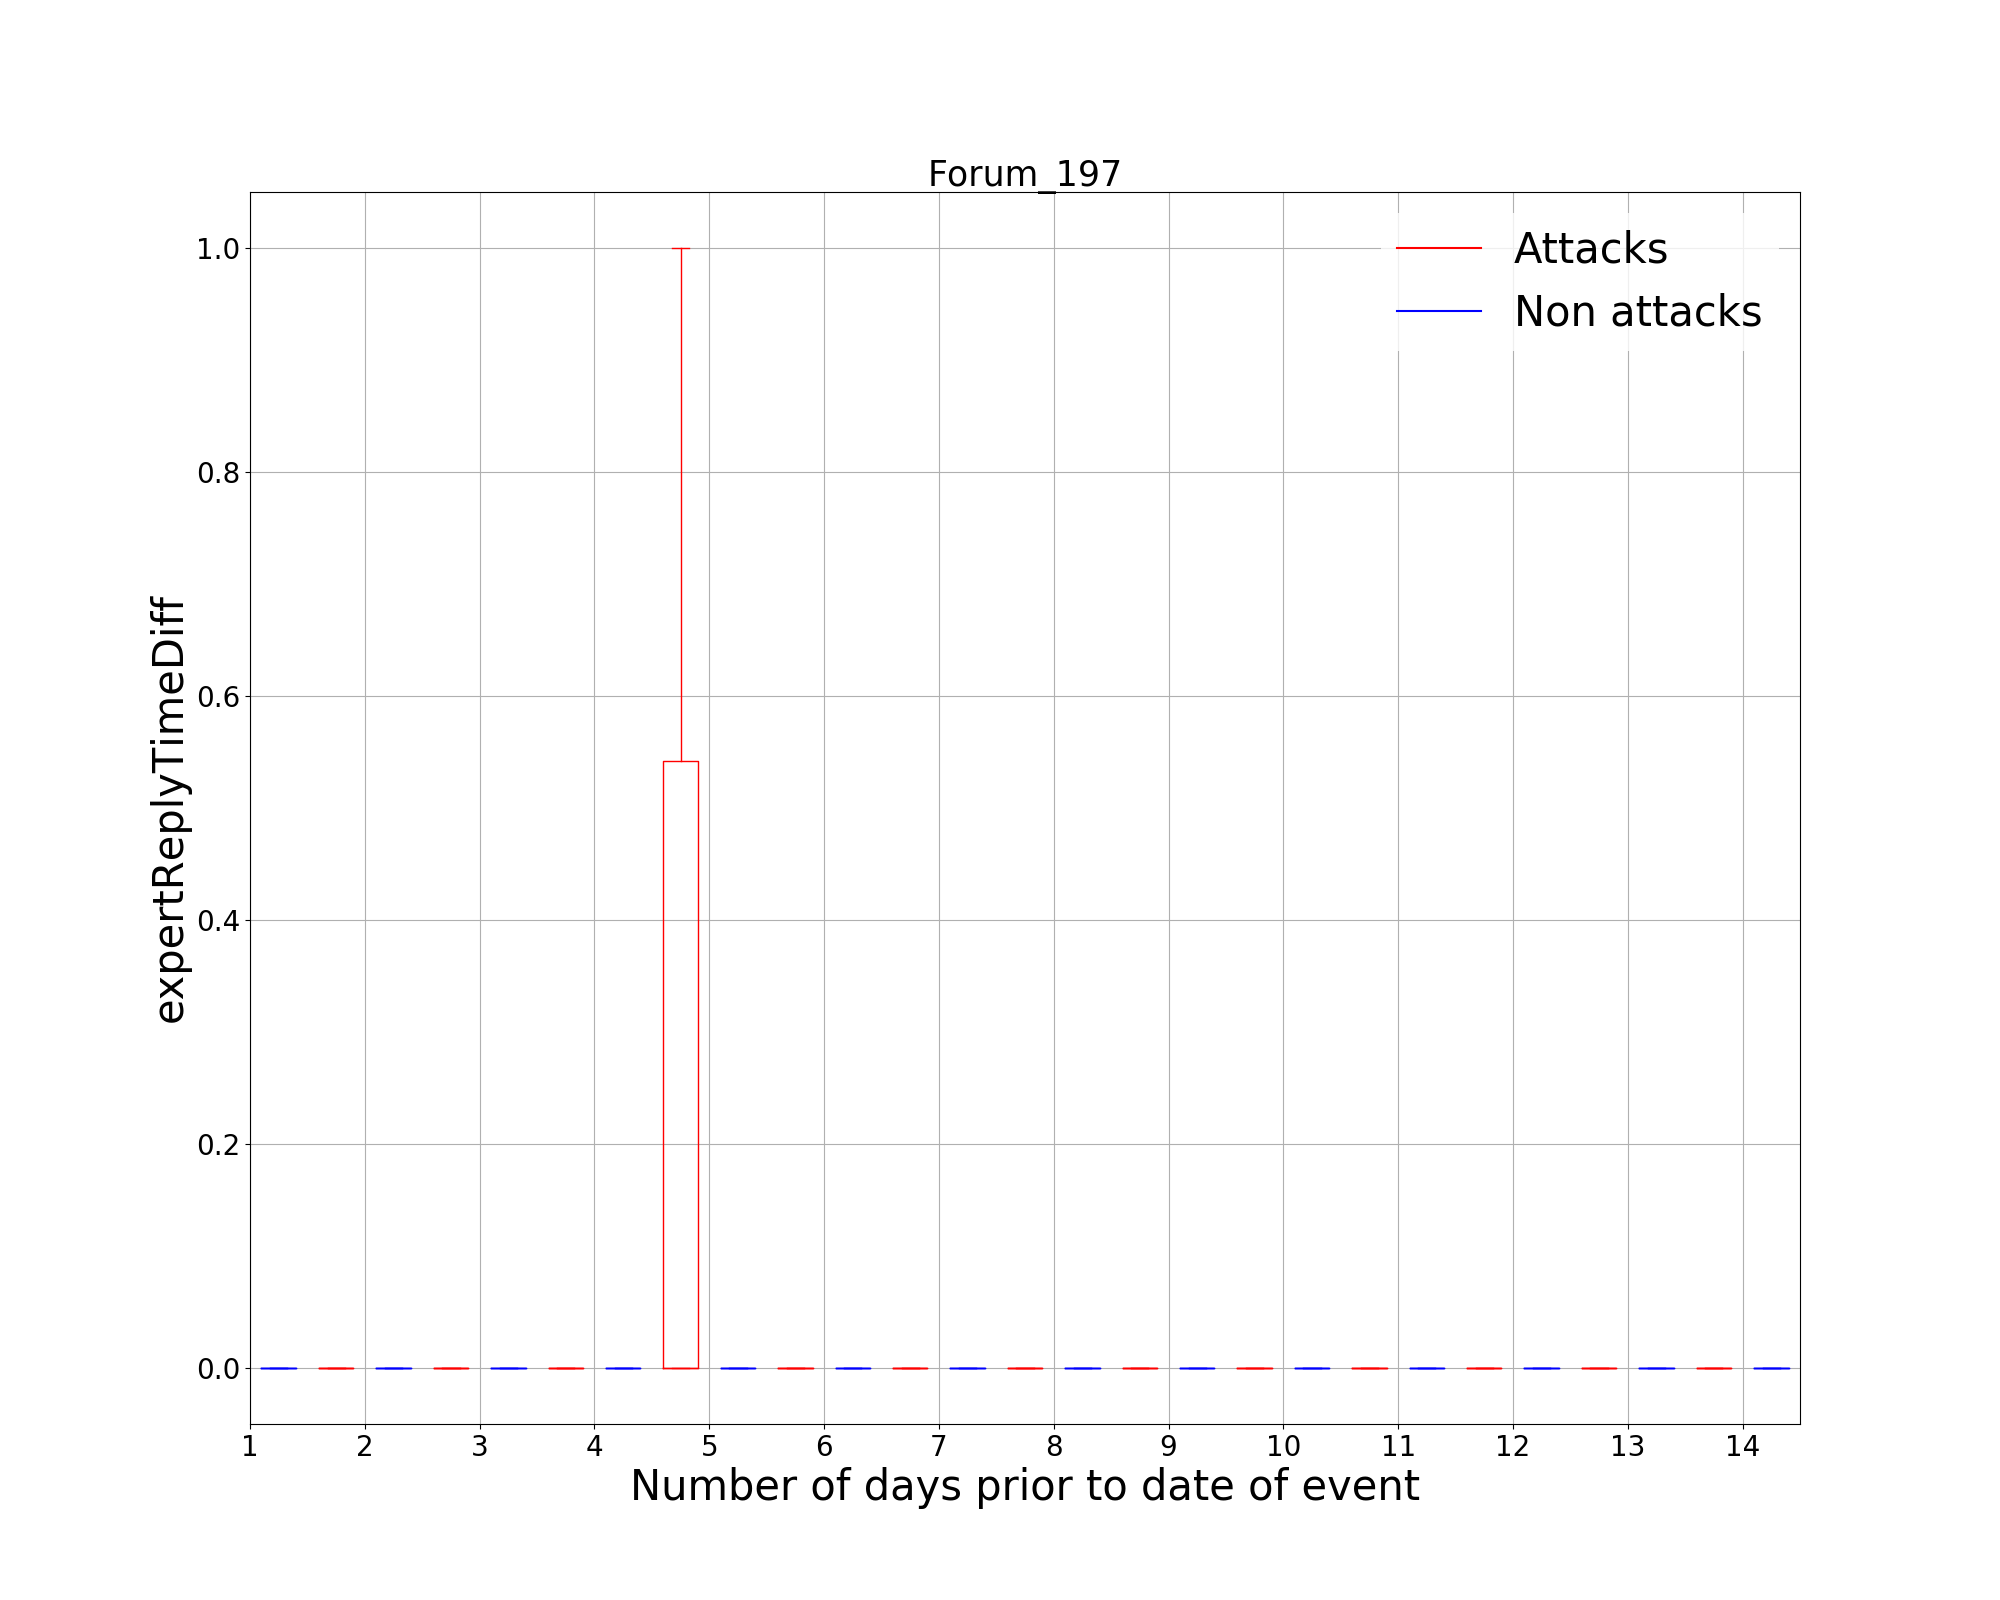 Forum_197
1.0
0.8
0.6
0.4
0.2
0.0
expertReplyTimeDiff
Attacks
Non attacks
1 2 3 4 5 6 7 8 9 10 11 12 13 14
Number of days prior to date of event